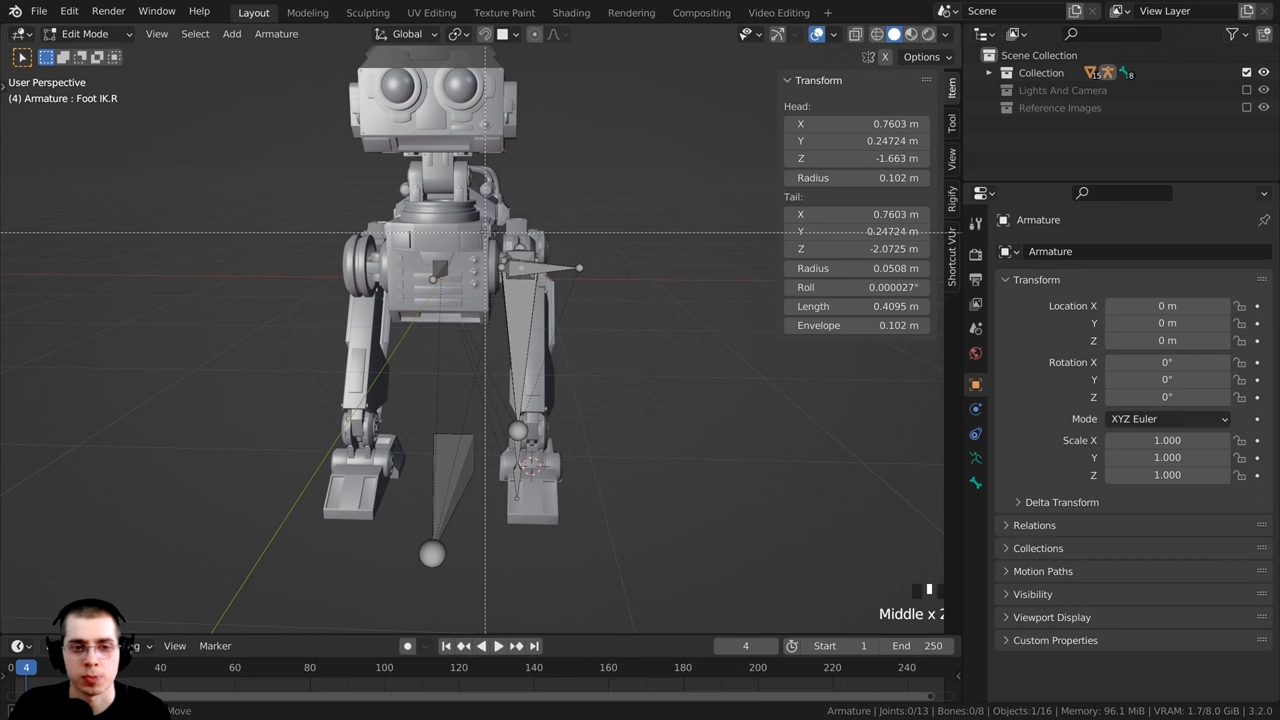 File Edit Render Window Help Layout Modeling Sculpting UV Editing Texture Paint Shading Rendering Compositing Video Editing + Scene View Layer
Edit Mode View Select Add Armature Global
X Options
User Perspective
(4) Armature : Foot IK.R
Transform
Head:
X 0.7603 m
Y 0.24724 m
Z -1.663 m
Radius 0.102 m
Tail:
X 0.7603 m
Y 0.24724 m
Z -2.0725 m
Radius 0.0508 m
Roll 0.000027°
Length 0.4095 m
Envelope 0.102 m
Item
Tool
View
Rigify
Shortcut VUr
Scene Collection
Collection 15 8
Lights And Camera
Reference Images
Armature
Armature
Transform
Location X 0 m
Y 0 m
Z 0 m
Rotation X 0°
Y 0°
Z 0°
Mode XYZ Euler
Scale X 1.000
Y 1.000
Z 1.000
Delta Transform
Relations
Collections
Motion Paths
Visibility
Viewport Display
Custom Properties
Middle x 2
View Marker 4 Start 1 End 250
0 4 40 60 80 100 120 140 160 180 200 220 240
Move Armature | Joints:0/13 | Bones:0/8 | Objects:1/16 | Memory: 96.1 MiB | VRAM: 1.7/8.0 GiB | 3.2.0